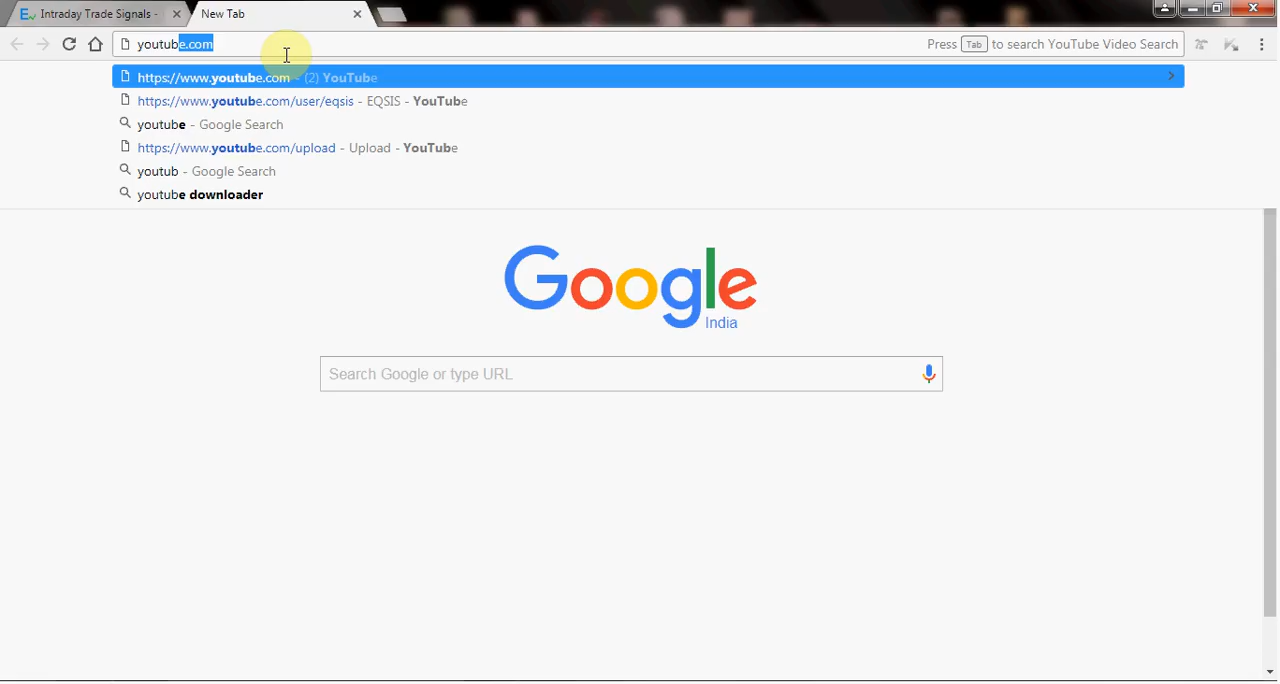 Intraday Trade Signals -
New Tab
youtube.com
Press Tab to search YouTube Video Search
https://www.youtube.com - (2) YouTube
https://www.youtube.com/user/eqsis - EQSIS - YouTube
youtube - Google Search
https://www.youtube.com/upload - Upload - YouTube
youtub - Google Search
youtube downloader
Google
India
Search Google or type URL